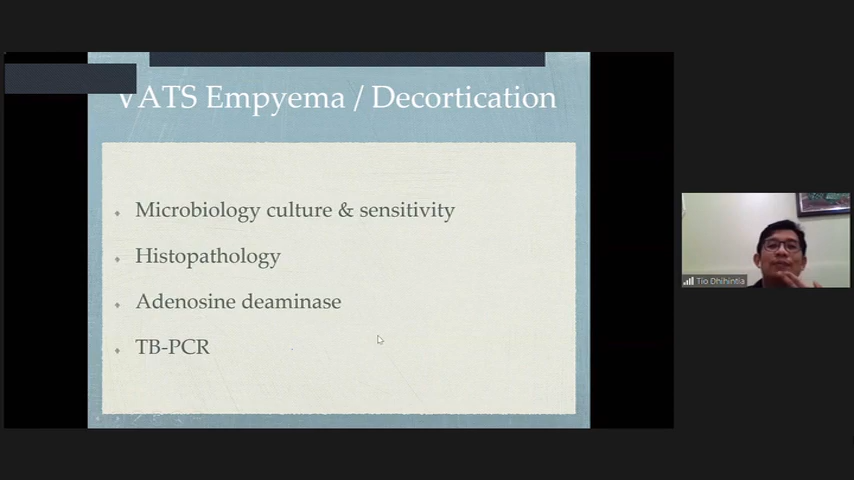 VATS Empyema / Decortication
Microbiology culture & sensitivity
Histopathology
Adenosine deaminase
TB-PCR
Tio Dhihintia